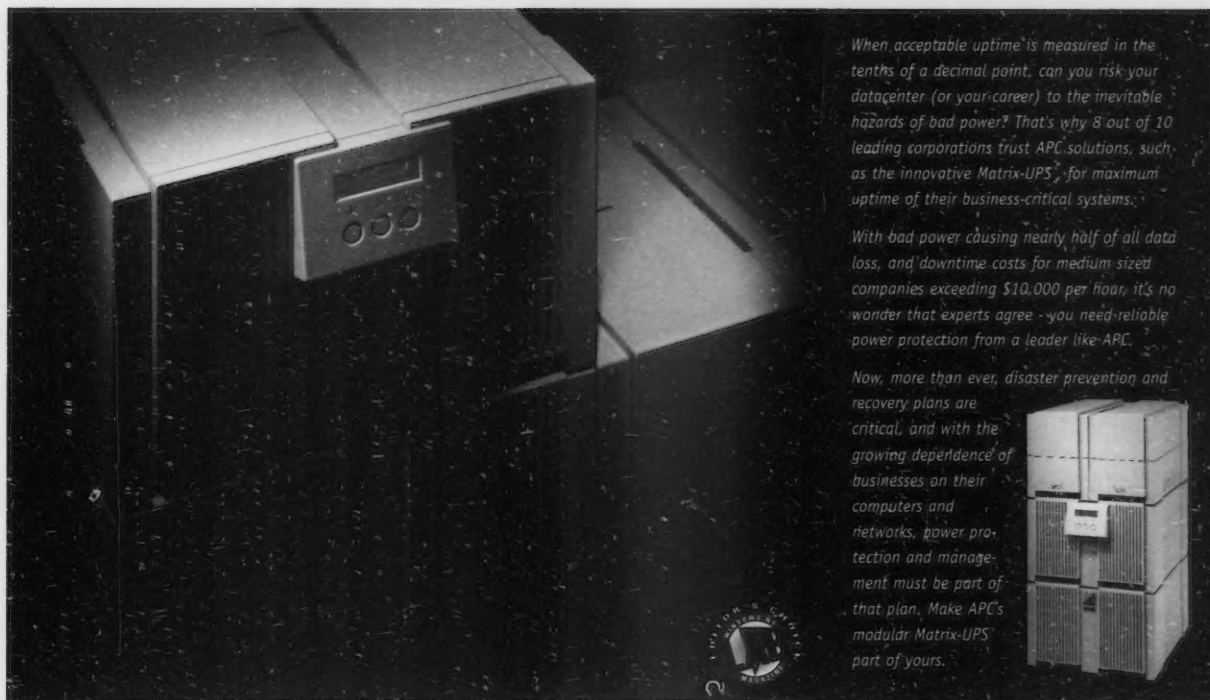 When acceptable uptime is measured in the
tenths of a decimal point, can you risk your
datacenter (or your career) to the inevitable
hazards of bad power? That's why 8 out of 10
leading corporations trust APC solutions, such
as the innovative Matrix-UPS, for maximum
uptime of their business-critical systems.
With bad power causing nearly half of all data
loss, and downtime costs for medium sized
companies exceeding $10,000 per hour, it's no
wonder that experts agree - you need reliable
power protection from a leader like APC.
Now, more than ever, disaster prevention and
recovery plans are
critical, and with the
growing dependence of
businesses on their
computers and
networks, power pro-
tection and manage-
ment must be part of
that plan. Make APC's
modular Matrix-UPS
part of yours.
EDITOR'S CHOICE
WINDOWS NT
MAGAZINE